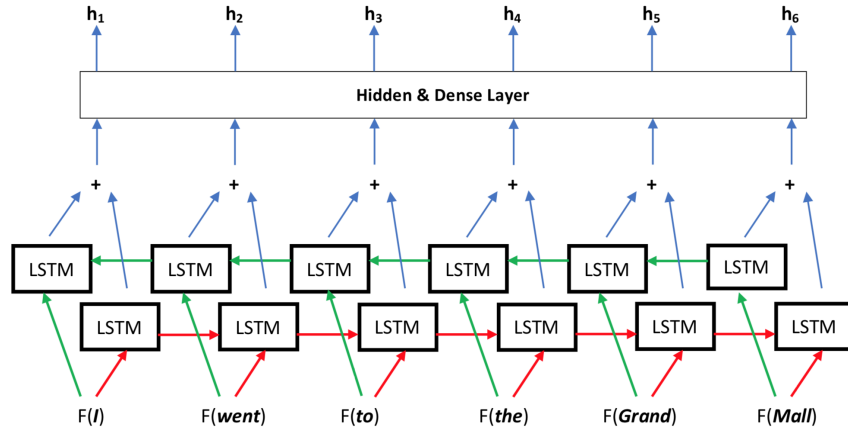 h₁ h₂ h₃ h₄ h₅ h₆
Hidden & Dense Layer
+ + + + + +
LSTM LSTM LSTM LSTM LSTM LSTM
LSTM LSTM LSTM LSTM LSTM LSTM
F(I) F(went) F(to) F(the) F(Grand) F(Mall)